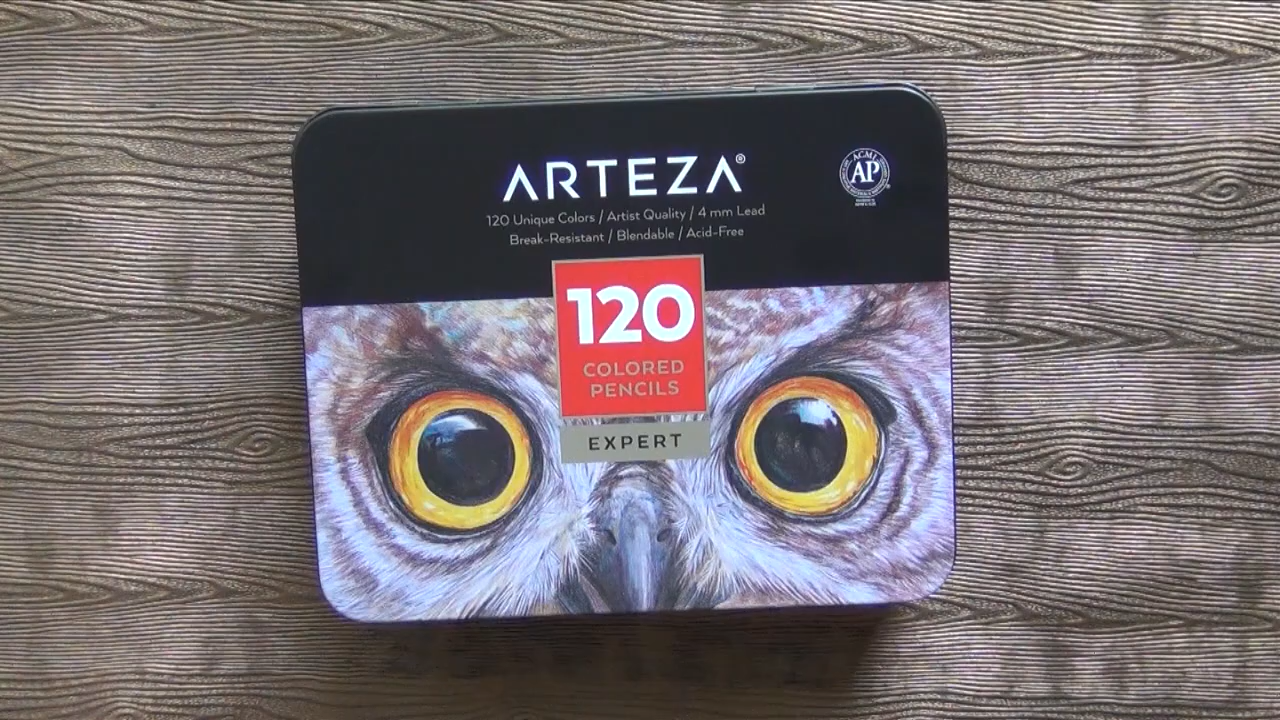 ARTEZA®
120 Unique Colors / Artist Quality / 4 mm Lead
Break-Resistant / Blendable / Acid-Free
ACMI
AP
120
COLORED
PENCILS
EXPERT